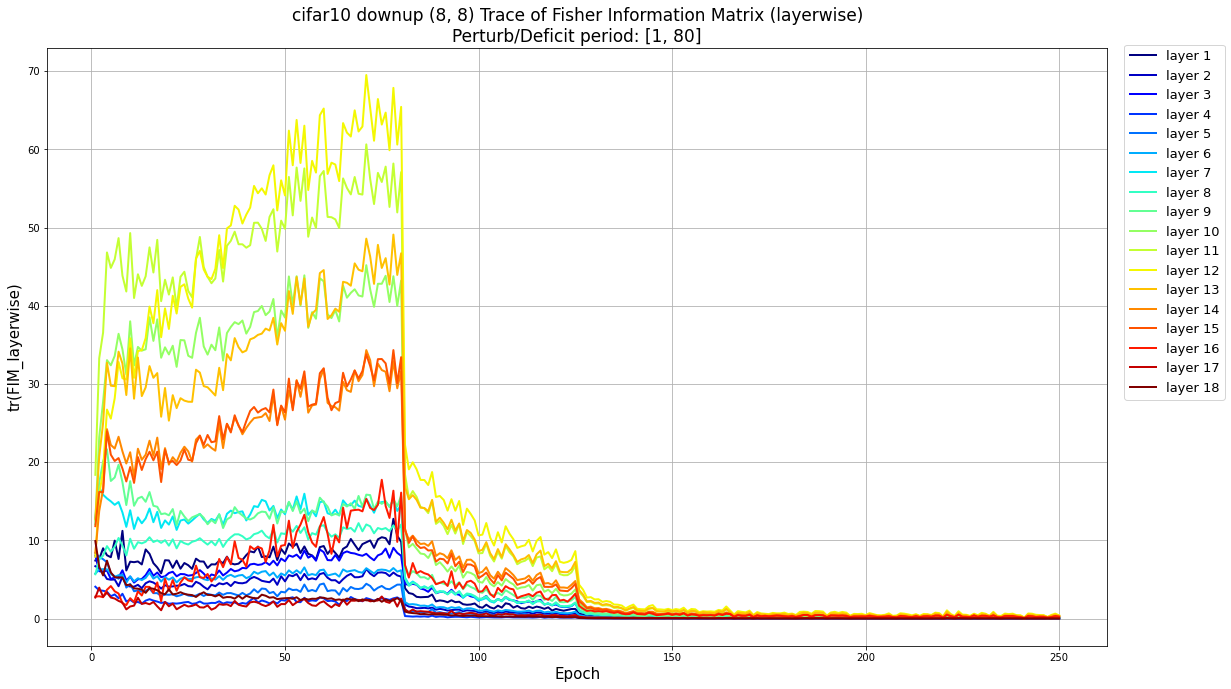 cifar10 downup (8, 8) Trace of Fisher Information Matrix (layerwise)
Perturb/Deficit period: [1, 80]
tr(FIM_layerwise)
70
60
50
40
30
20
10
0
0
50
100
150
200
250
Epoch
layer 1
layer 2
layer 3
layer 4
layer 5
layer 6
layer 7
layer 8
layer 9
layer 10
layer 11
layer 12
layer 13
layer 14
layer 15
layer 16
layer 17
layer 18